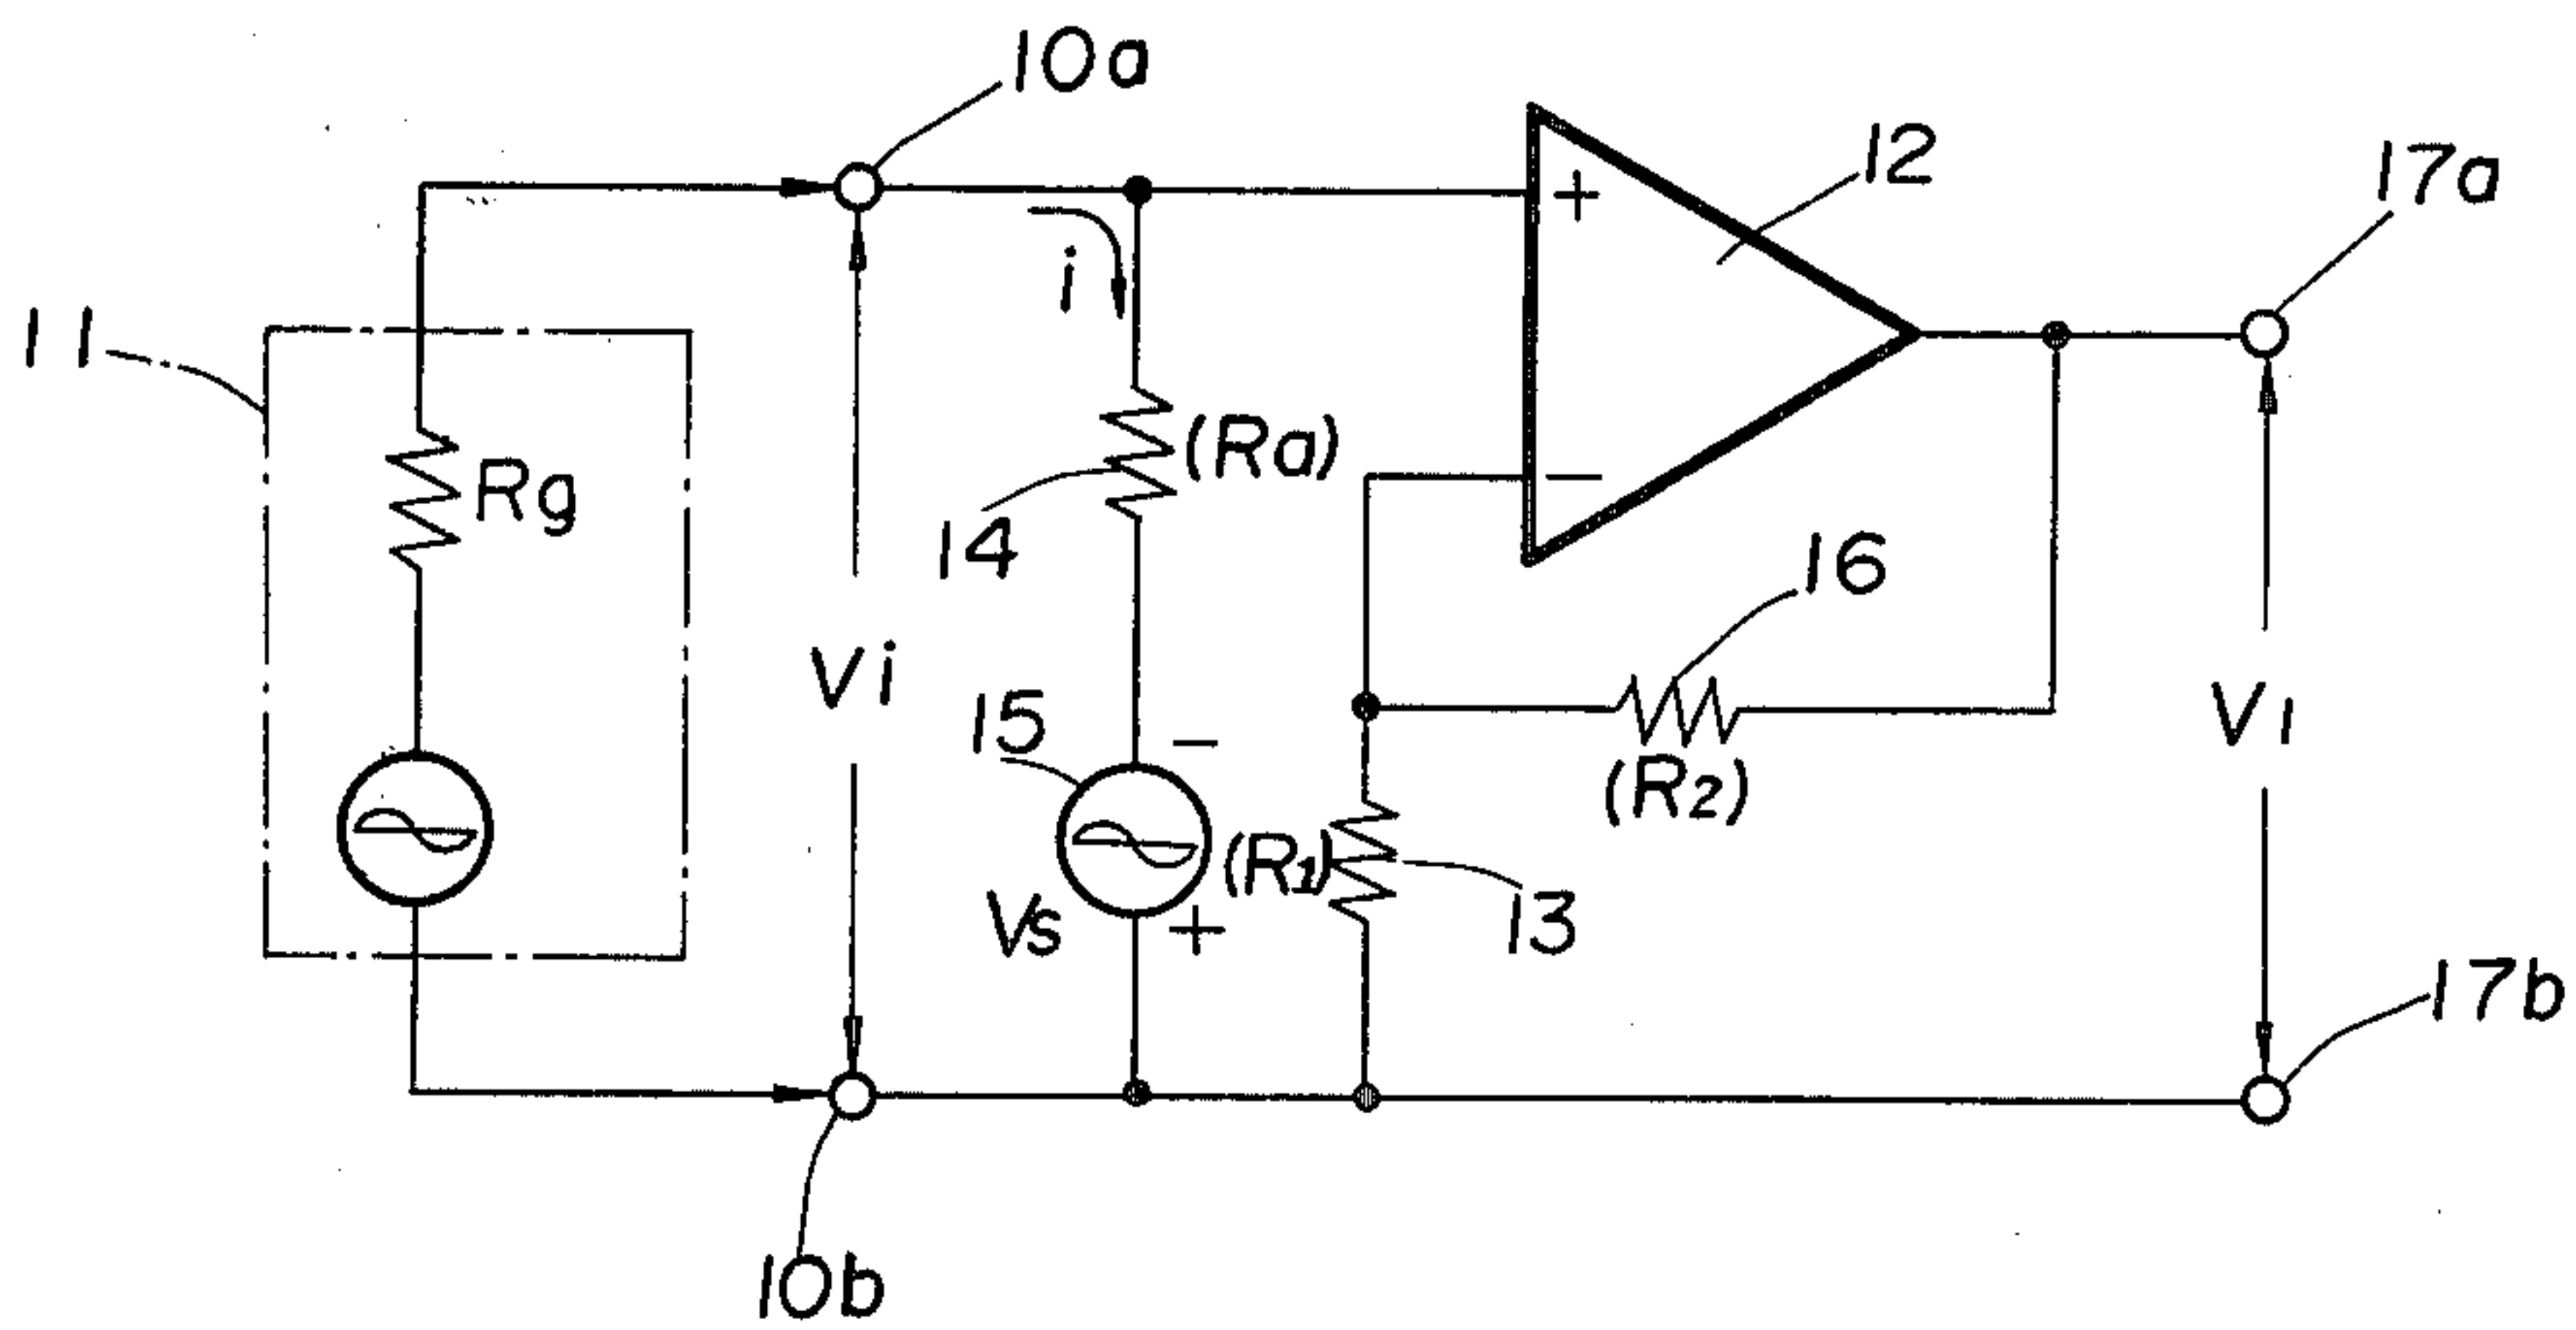 10a
12
17a
+
i
11
(Ra)
Rg
−
14
16
Vi
15
−
V1
(R2)
(R1)
Vs
+
13
17b
10b